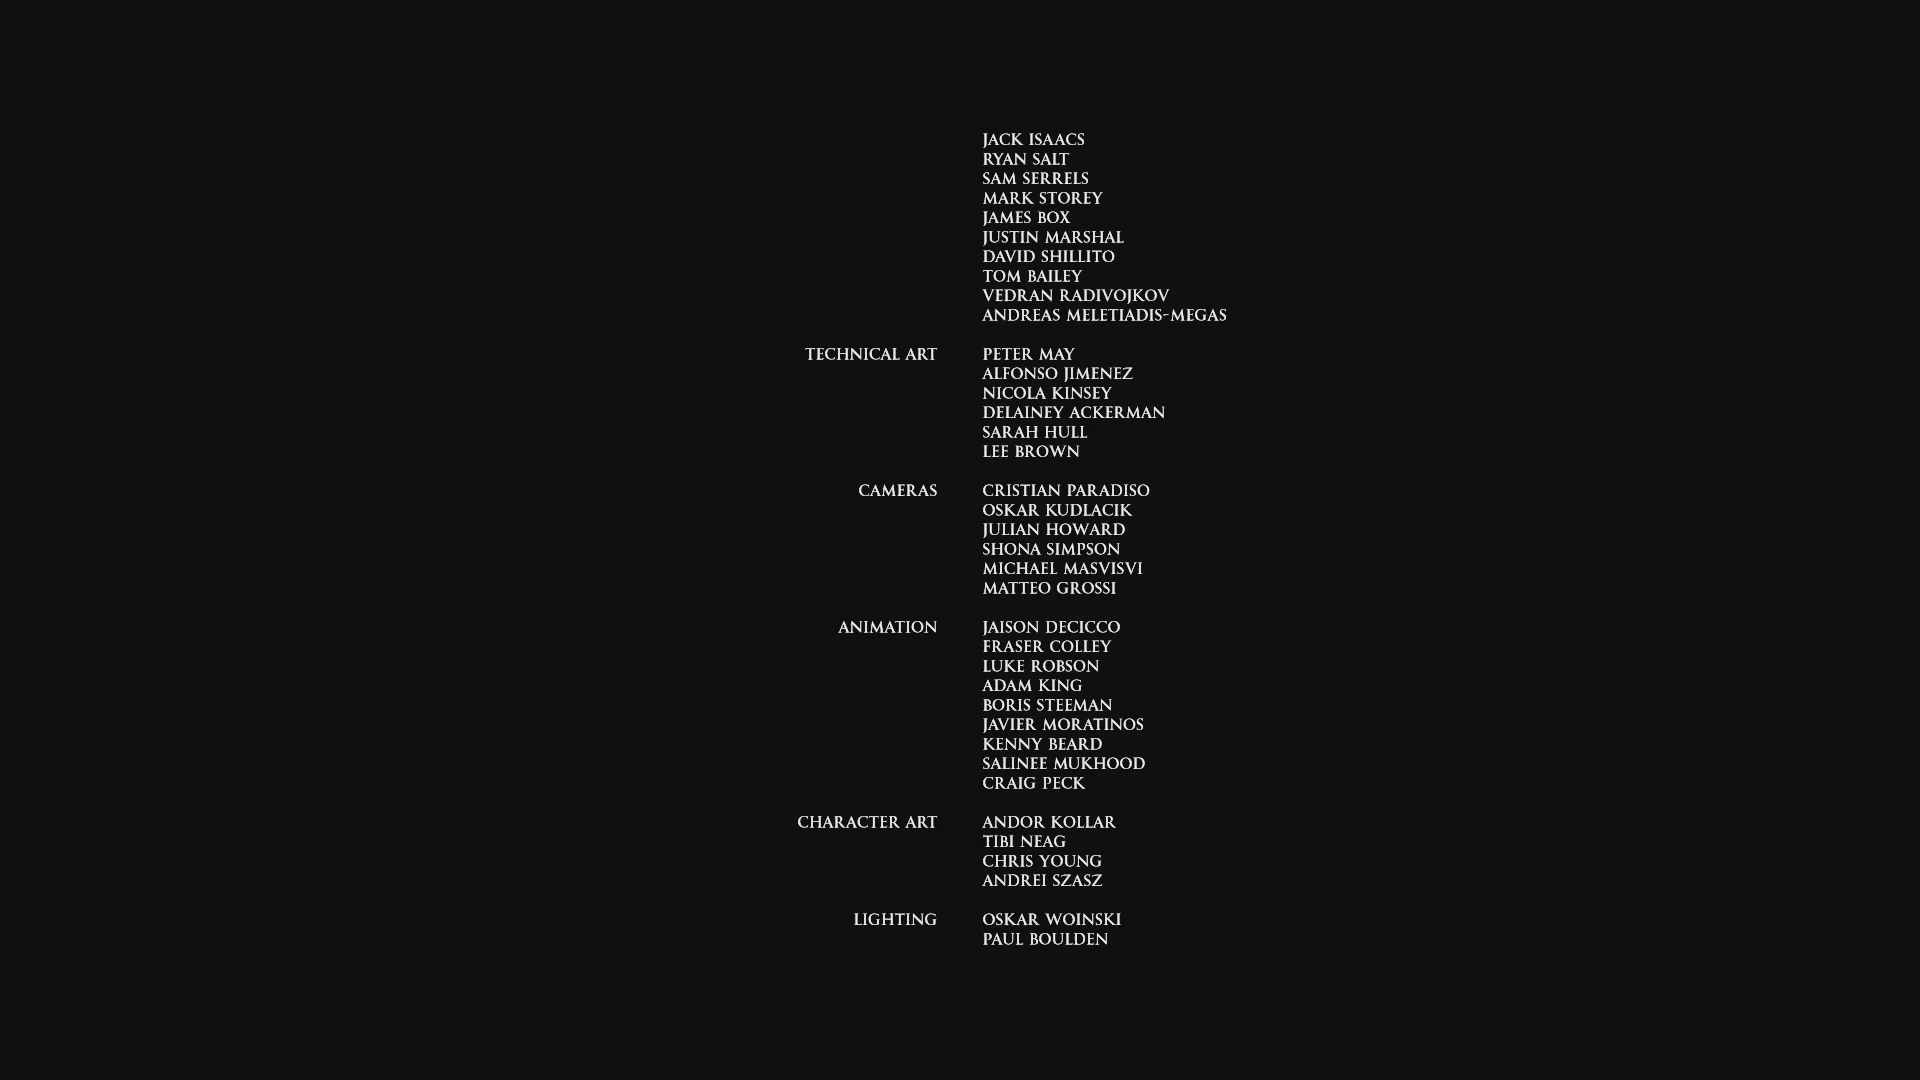 JACK ISAACS
RYAN SALT
SAM SERRELS
MARK STOREY
JAMES BOX
JUSTIN MARSHAL
DAVID SHILLITO
TOM BAILEY
VEDRAN RADIVOJKOV
ANDREAS MELETIADIS-MEGAS
TECHNICAL ART PETER MAY
ALFONSO JIMENEZ
NICOLA KINSEY
DELAINEY ACKERMAN
SARAH HULL
LEE BROWN
CAMERAS CRISTIAN PARADISO
OSKAR KUDLACIK
JULIAN HOWARD
SHONA SIMPSON
MICHAEL MASVISVI
MATTEO GROSSI
ANIMATION JAISON DECICCO
FRASER COLLEY
LUKE ROBSON
ADAM KING
BORIS STEEMAN
JAVIER MORATINOS
KENNY BEARD
SALINEE MUKHOOD
CRAIG PECK
CHARACTER ART ANDOR KOLLAR
TIBI NEAG
CHRIS YOUNG
ANDREI SZASZ
LIGHTING OSKAR WOINSKI
PAUL BOULDEN